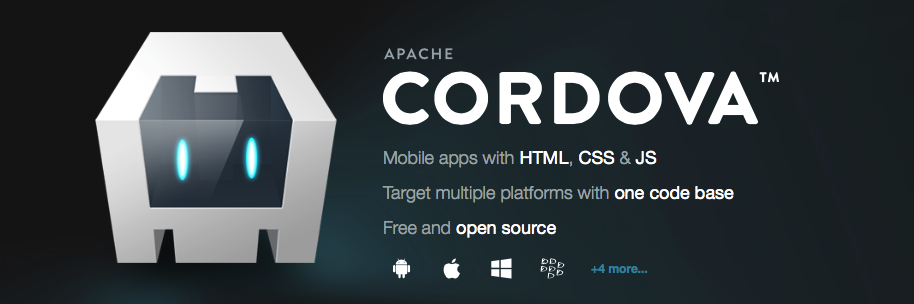 APACHE
CORDOVA™
Mobile apps with HTML, CSS & JS
Target multiple platforms with one code base
Free and open source
+4 more...